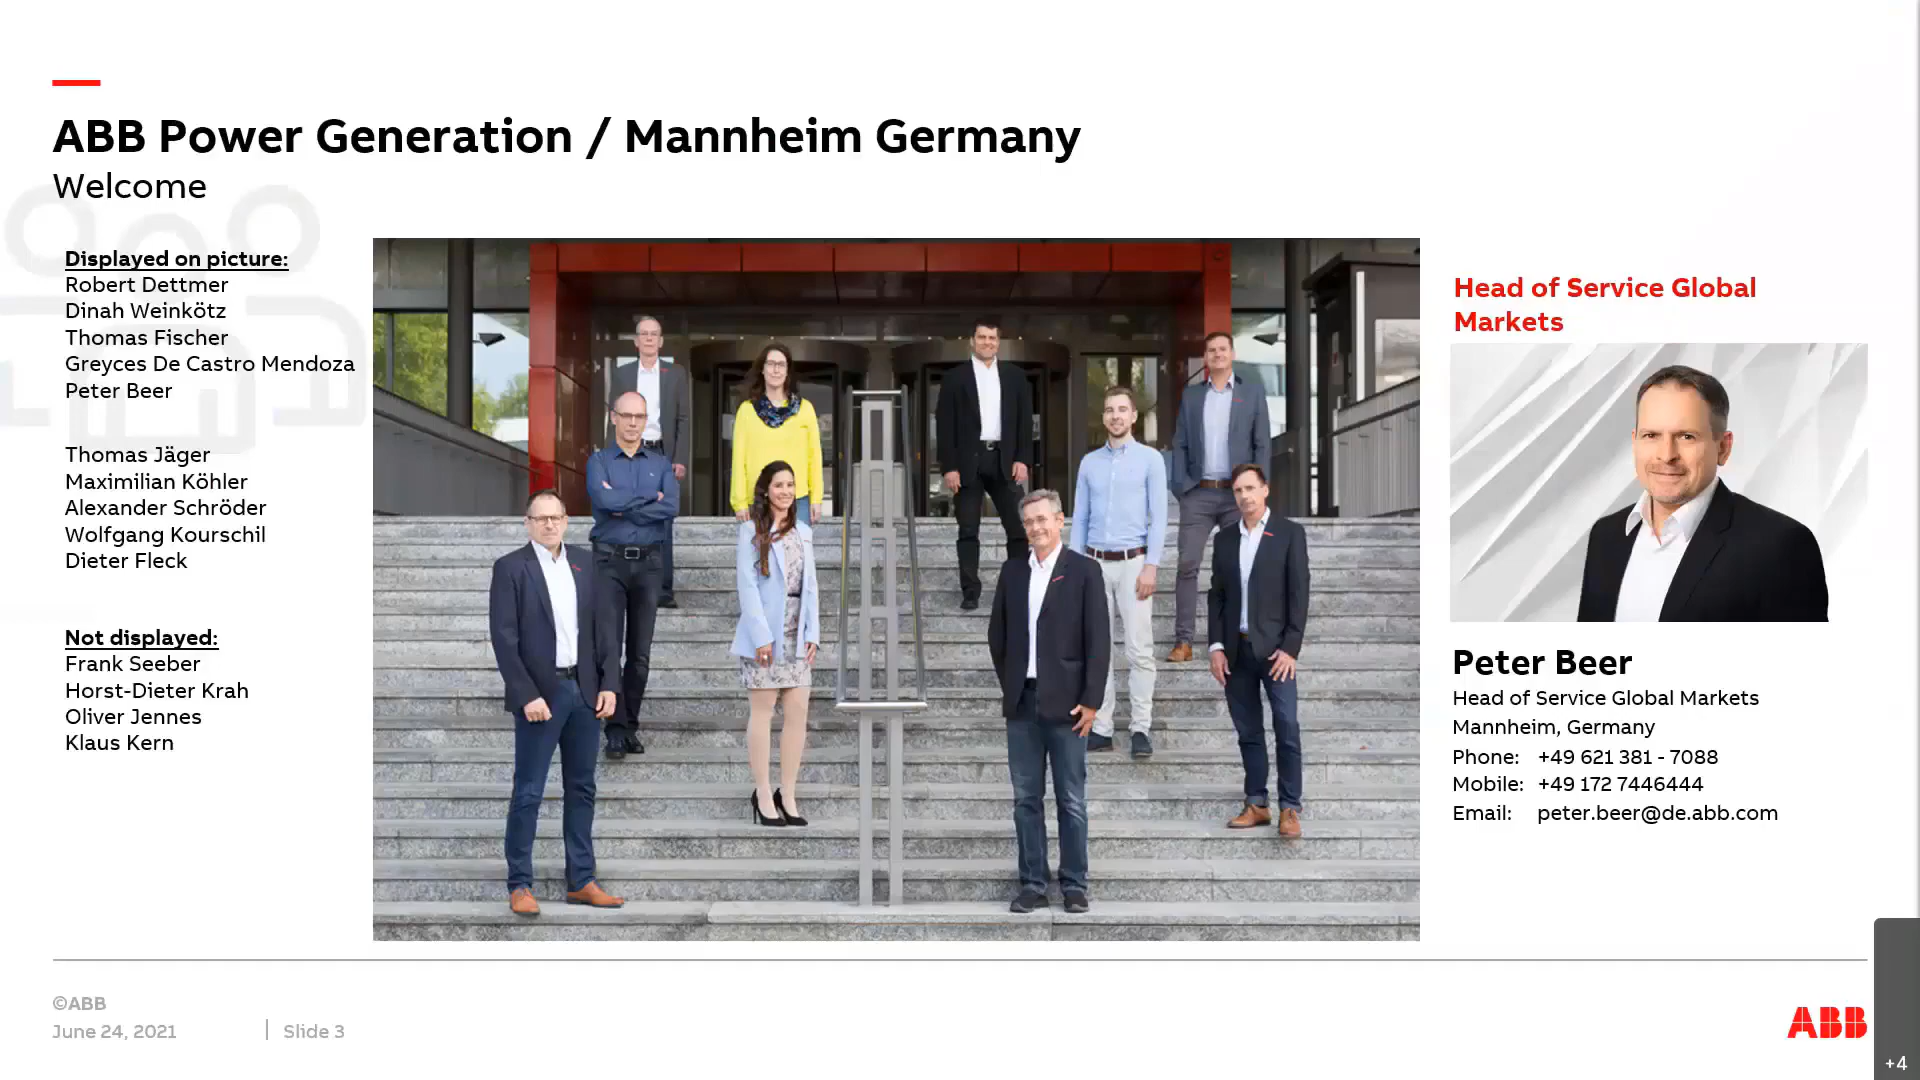 ABB Power Generation / Mannheim Germany
Welcome
Displayed on picture:
Robert Dettmer
Dinah Weinkötz
Thomas Fischer
Greyces De Castro Mendoza
Peter Beer
Thomas Jäger
Maximilian Köhler
Alexander Schröder
Wolfgang Kourschil
Dieter Fleck
Not displayed:
Frank Seeber
Horst-Dieter Krah
Oliver Jennes
Klaus Kern
Head of Service Global
Markets
Peter Beer
Head of Service Global Markets
Mannheim, Germany
Phone: +49 621 381 - 7088
Mobile: +49 172 7446444
Email: peter.beer@de.abb.com
©ABB
June 24, 2021 | Slide 3
ABB
+4